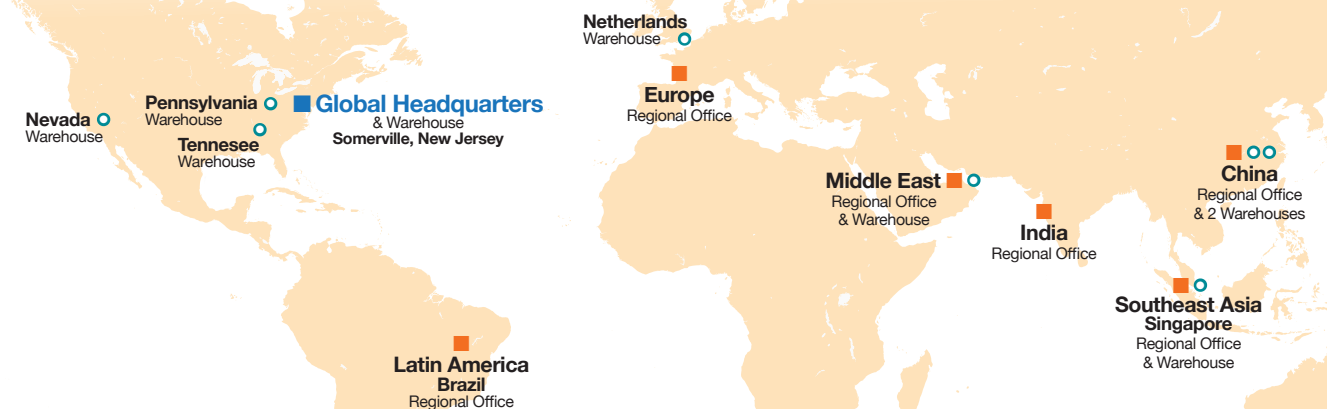 Netherlands
Warehouse
Pennsylvania
Warehouse
Global Headquarters
& Warehouse
Somerville, New Jersey
Nevada
Warehouse
Tennesee
Warehouse
Europe
Regional Office
Middle East
Regional Office
& Warehouse
India
Regional Office
China
Regional Office
& 2 Warehouses
Southeast Asia
Singapore
Regional Office
& Warehouse
Latin America
Brazil
Regional Office